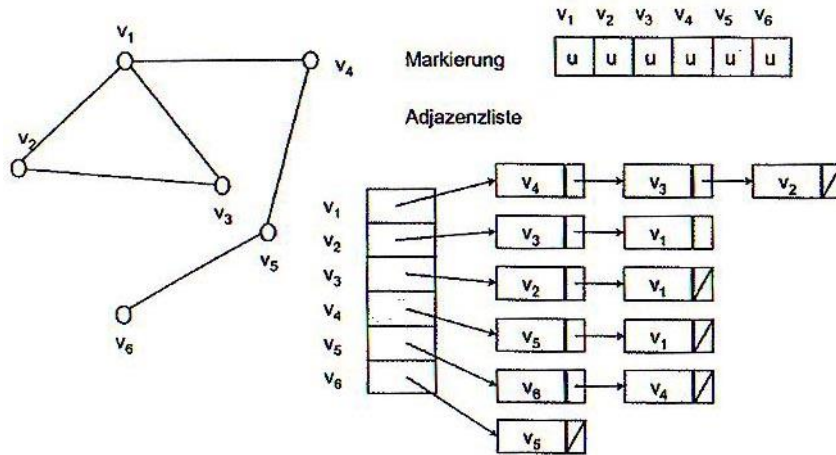 v1 v2 v3 v4 v5 v6
v1
v4
Markierung
u u u u u u
Adjazenzliste
v2
v3
v5
v6
v1 v4 v3 v2
v2 v3 v1
v3 v2 v1
v4 v5 v1
v5 v6 v4
v6 v5